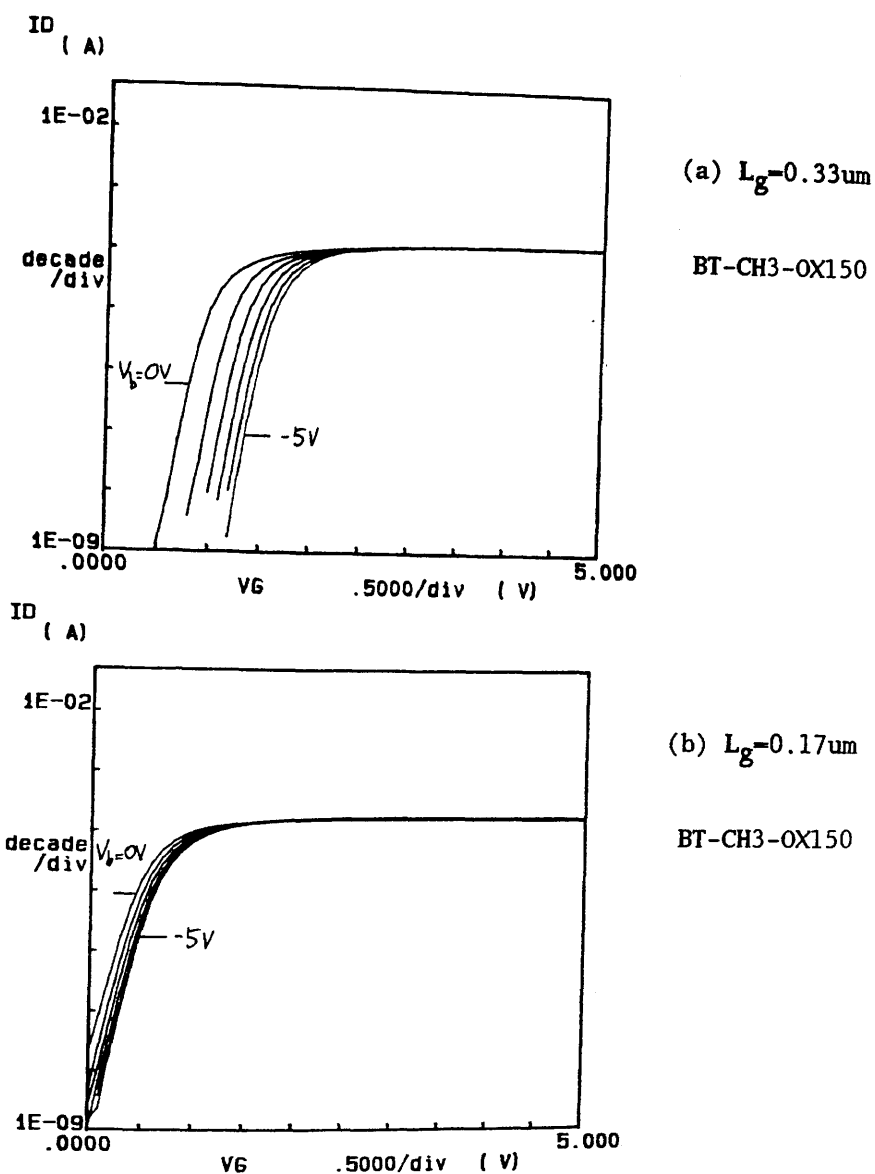 ID
( A)
1E-02
(a) Lg=0.33um
decade
/div
BT-CH3-OX150
Vb=0V
-5V
1E-09
.0000
5.000
VG .5000/div ( V)
ID
( A)
1E-02
(b) Lg=0.17um
decade
/div
Vb=0V
BT-CH3-OX150
-5V
1E-09
.0000
5.000
VG .5000/div ( V)